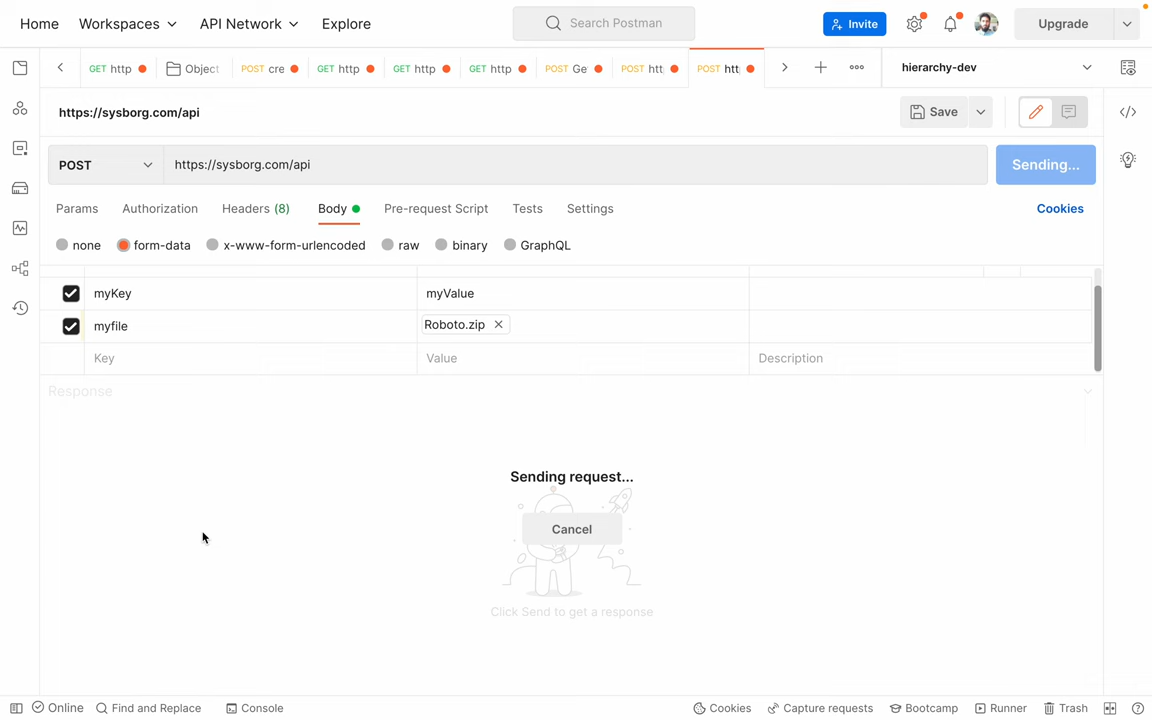 Home Workspaces API Network Explore Search Postman Invite Upgrade
GET http Object POST cre GET http GET http GET http POST Ge POST htt POST htt hierarchy-dev
https://sysborg.com/api Save
POST https://sysborg.com/api Sending...
Params Authorization Headers (8) Body Pre-request Script Tests Settings Cookies
none form-data x-www-form-urlencoded raw binary GraphQL
myKey myValue
myfile Roboto.zip
Key Value Description
Response
Sending request...
Cancel
Click Send to get a response
Online Find and Replace Console Cookies Capture requests Bootcamp Runner Trash